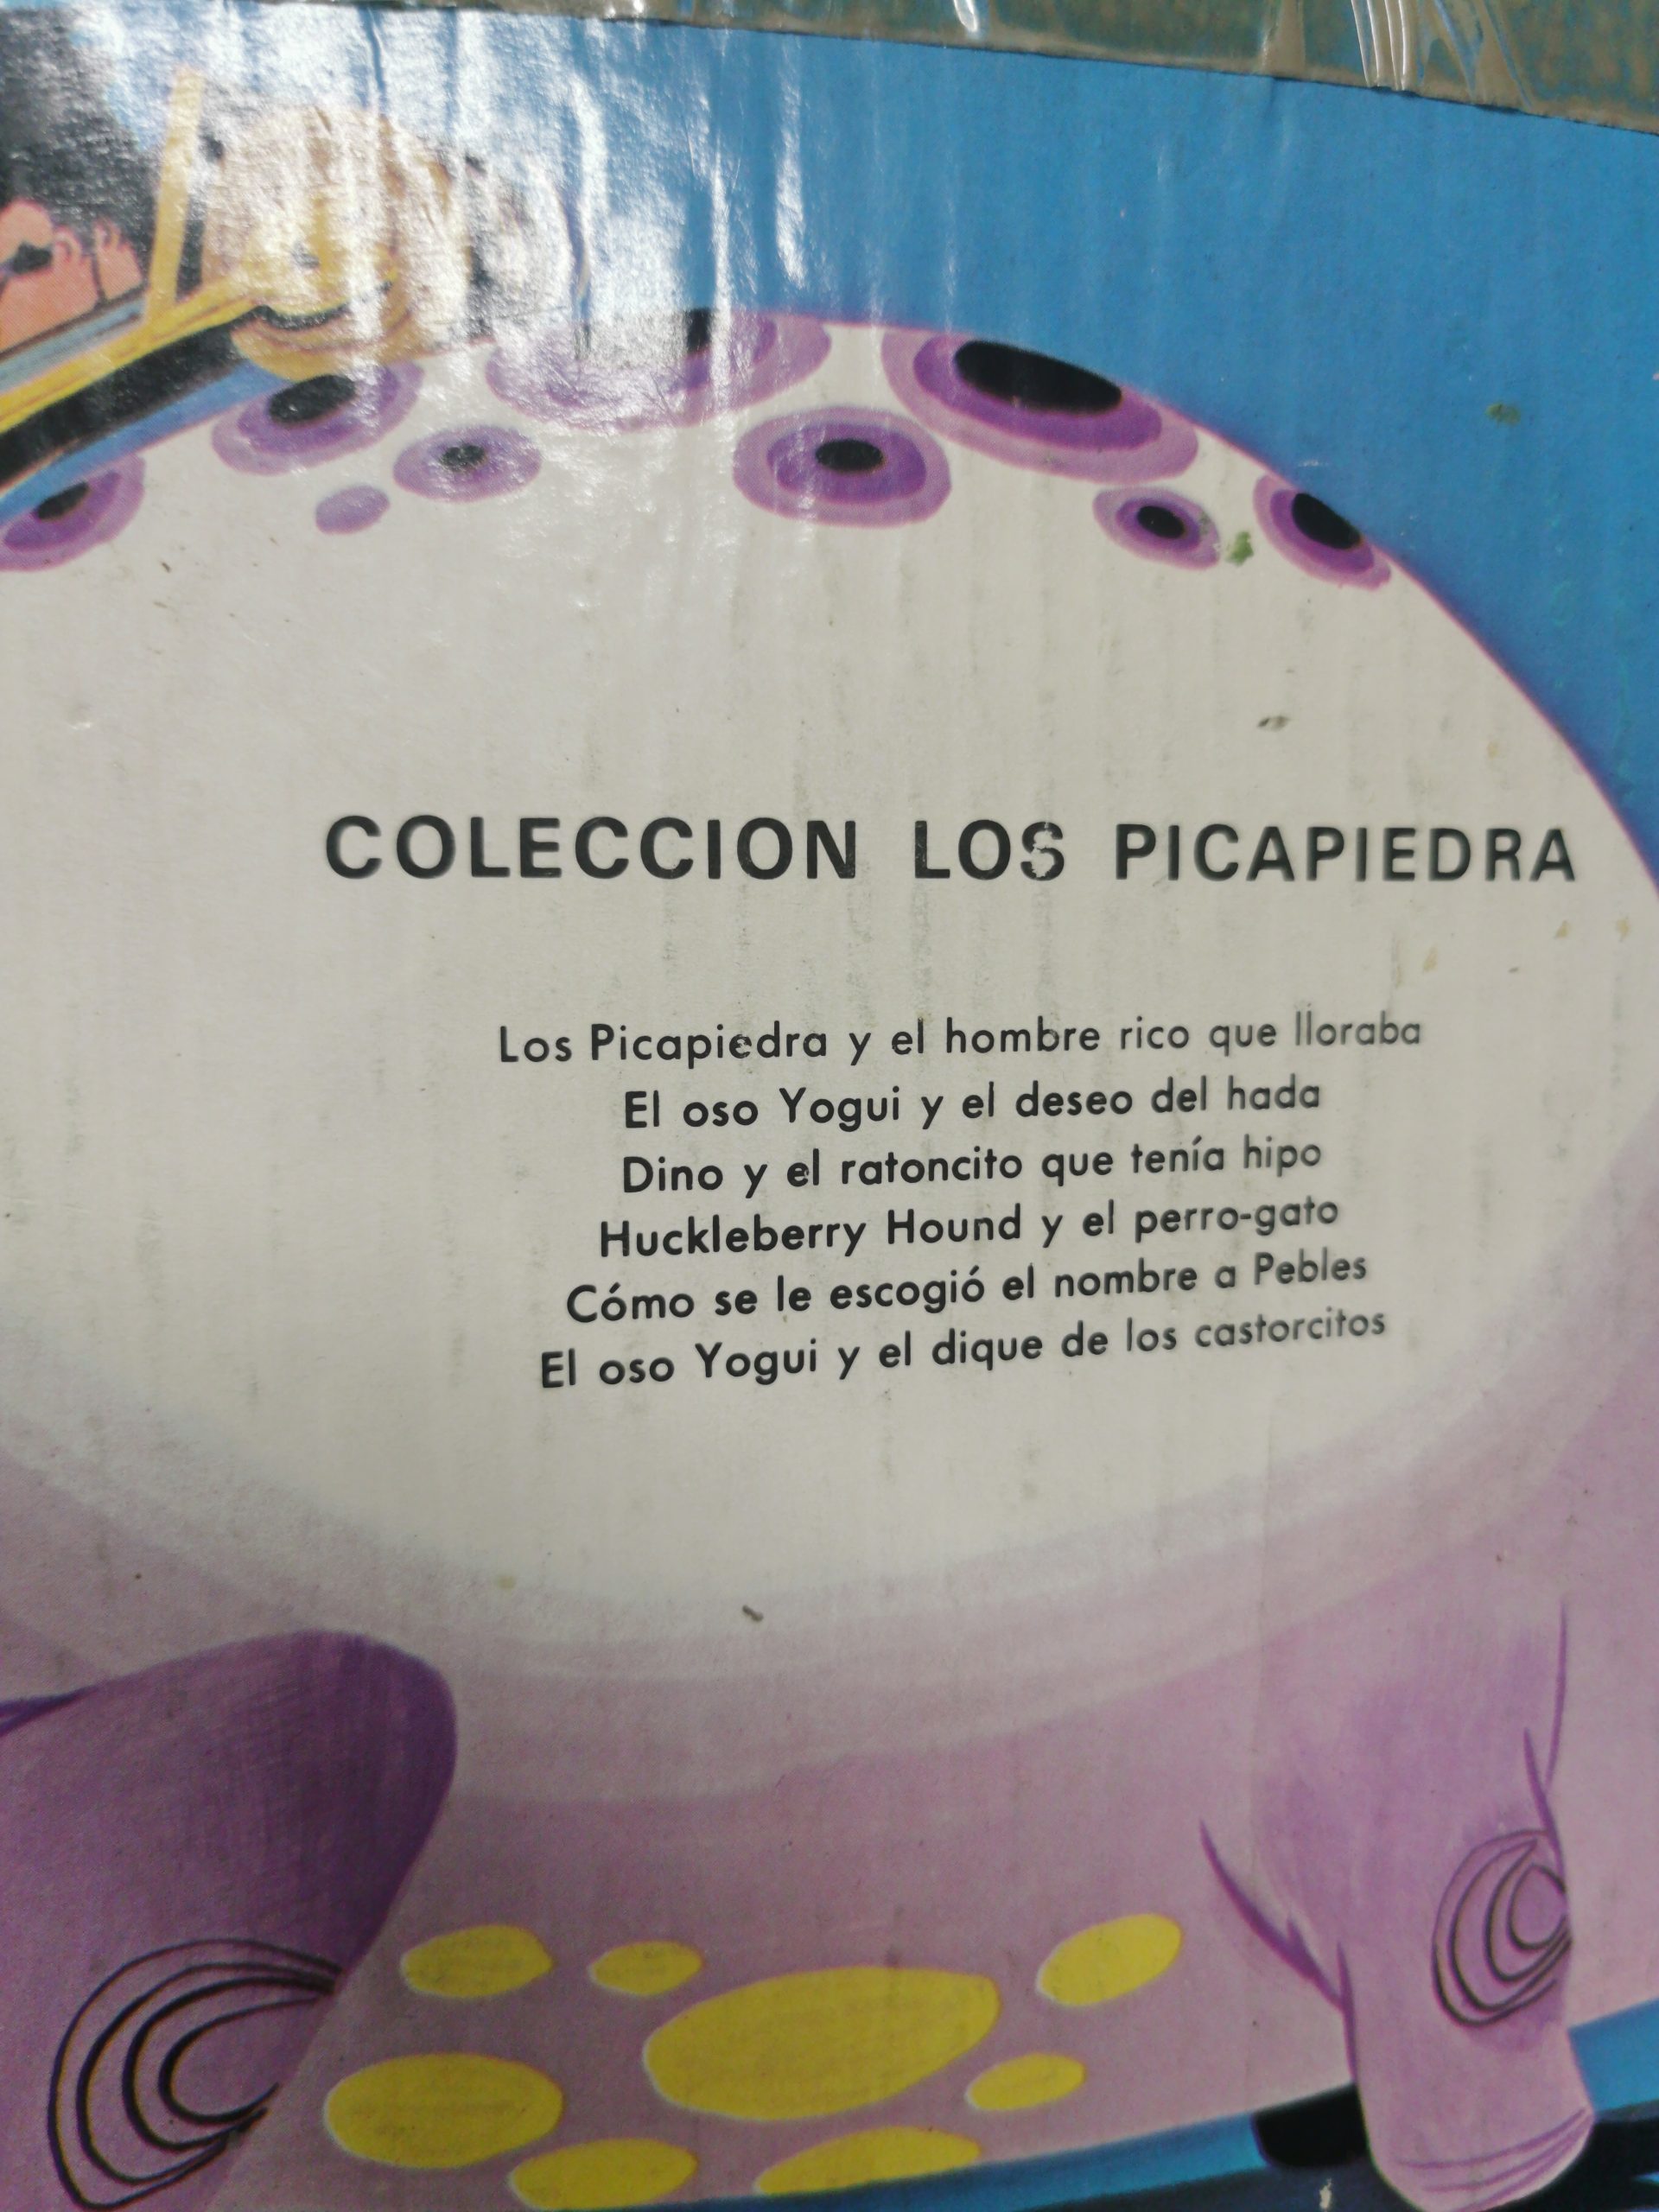 COLECCION LOS PICAPIEDRA
Los Picapiedra y el hombre rico que lloraba
El oso Yogui y el deseo del hada
Dino y el ratoncito que tenía hipo
Huckleberry Hound y el perro-gato
Cómo se le escogió el nombre a Pebles
El oso Yogui y el dique de los castorcitos